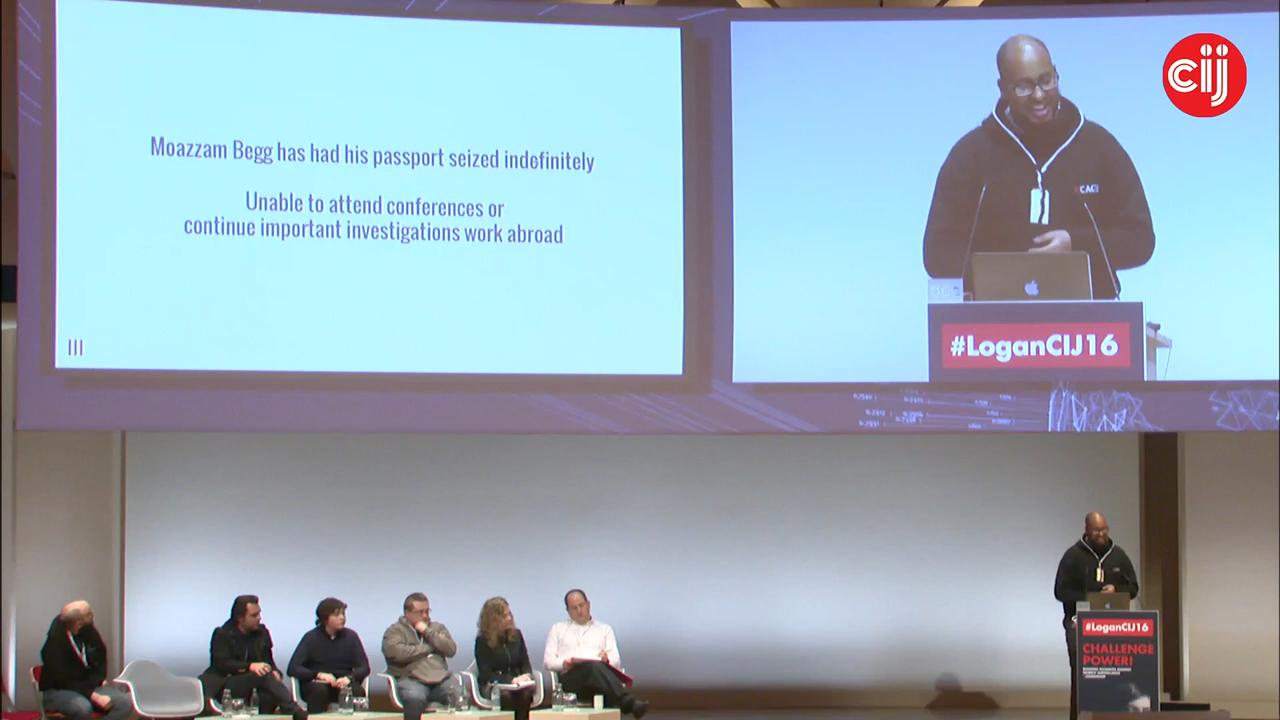 Moazzam Begg has had his passport seized indefinitely
Unable to attend conferences or
continue important investigations work abroad
III
cij
CAGE
#LoganCIJ16
#LoganCIJ16
CHALLENGE
POWER!